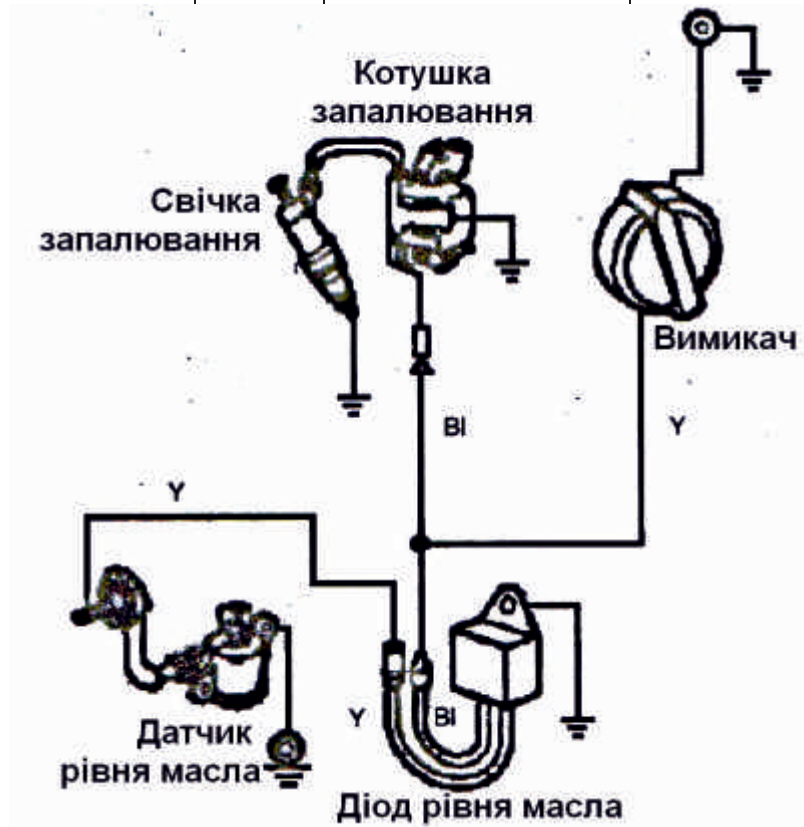 Котушка
запалювання
Свічка
запалювання
Вимикач
Bl
Y
Y
Y
Bl
Датчик
рівня масла
Діод рівня масла